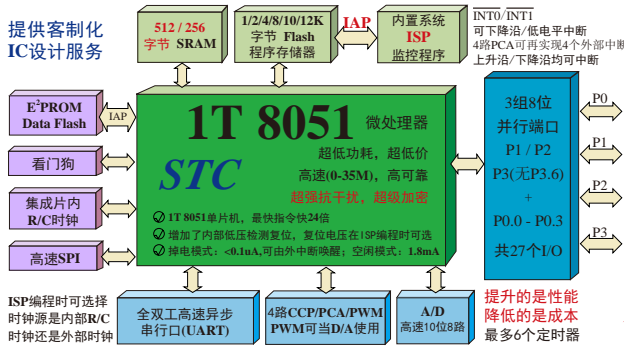 提供客制化
IC设计服务
512 / 256
字节 SRAM
1/2/4/8/10/12K
字节 Flash
程序存储器
IAP
内置系统
ISP
监控程序
INT0/INT1
可下降沿/低电平中断
4路PCA可再实现4个外部中断
上升沿/下降沿均可中断
E²PROM
Data Flash
IAP
看门狗
集成片内
R/C时钟
高速SPI
1T 8051 微处理器
STC
超低功耗，超低价
高速(0-35M)，高可靠
超强抗干扰，超级加密
1T 8051单片机，最快指令快24倍
增加了内部低压检测复位，复位电压在ISP编程时可选
掉电模式：<0.1uA,可由外中断唤醒；空闲模式：1.8mA
3组8位
并行端口
P1 / P2
P3(无P3.6)
+
P0.0 - P0.3
共27个I/O
P0
P1
P2
P3
ISP编程时可选择
时钟源是内部R/C
时钟还是外部时钟
全双工高速异步
串行口(UART)
4路CCP/PCA/PWM
PWM可当D/A使用
A/D
高速10位8路
提升的是性能
降低的是成本
最多6个定时器